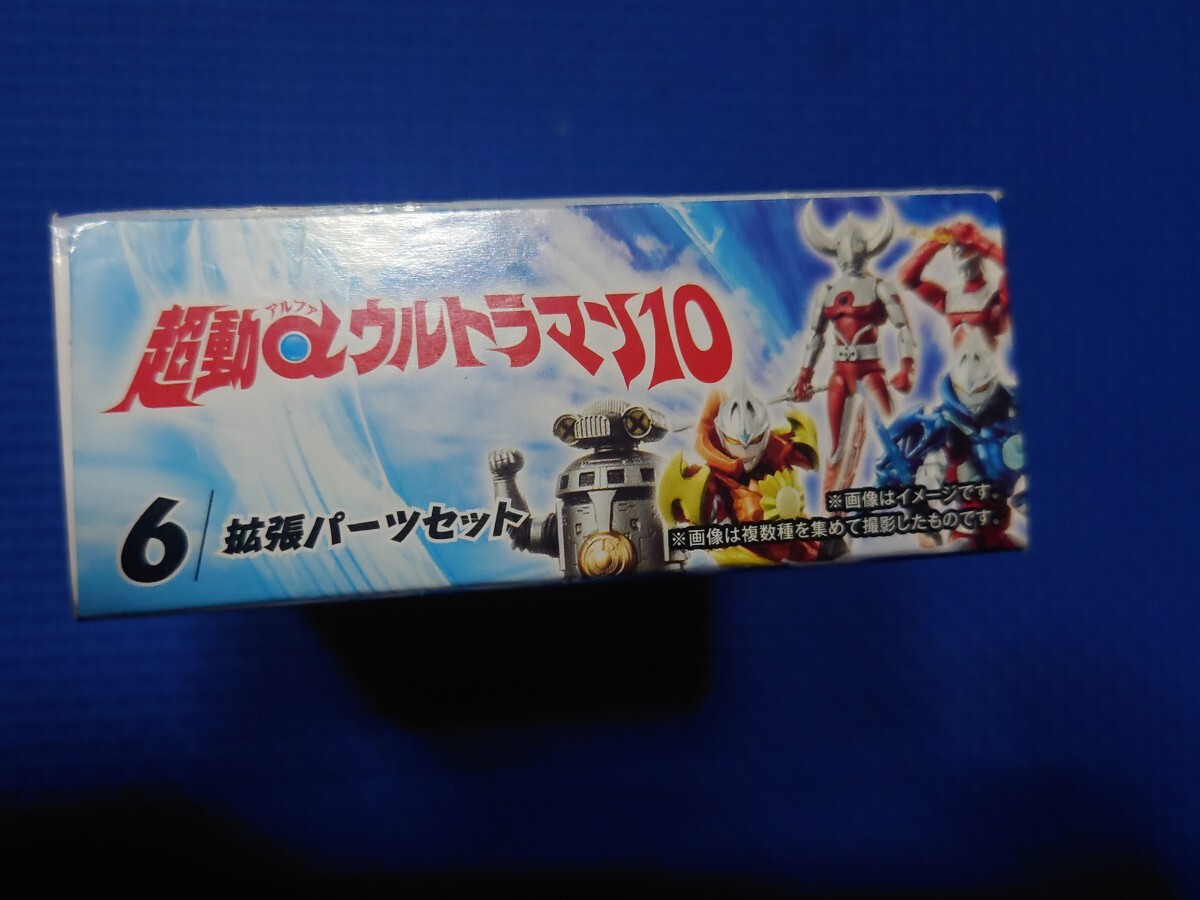 超動αウルトラマン10
アルファ
6 拡張パーツセット
※画像はイメージです。
※画像は複数種を集めて撮影したものです。